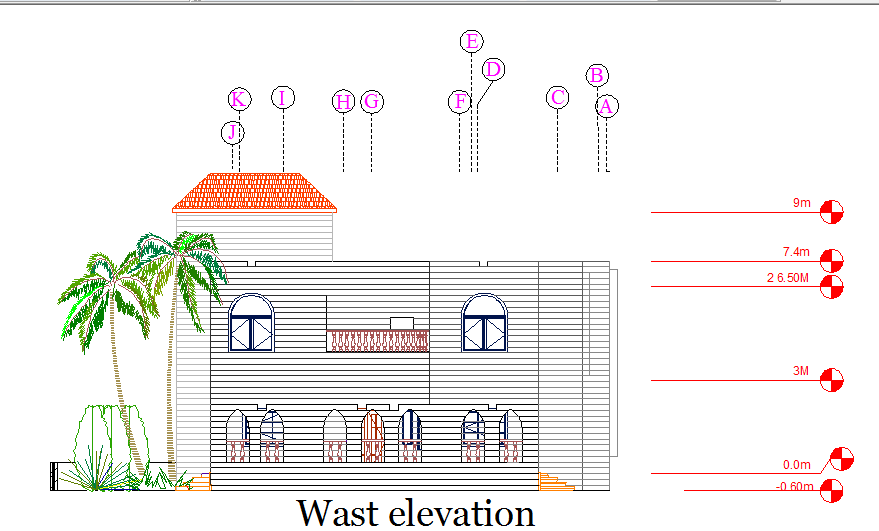 E
D
B
K
I
H
G
F
C
A
J
9m
7.4m
2 6.50M
3M
0.0m
-0.60m
Wast elevation